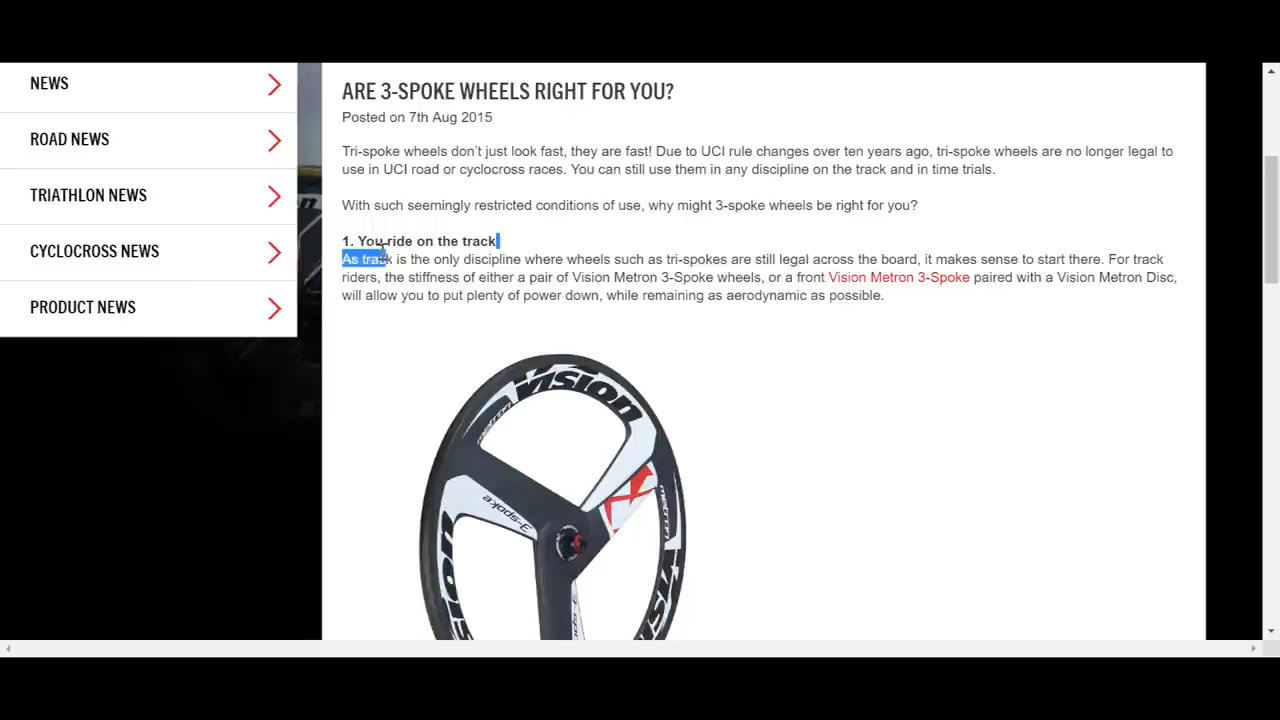 NEWS
ROAD NEWS
TRIATHLON NEWS
CYCLOCROSS NEWS
PRODUCT NEWS
ARE 3-SPOKE WHEELS RIGHT FOR YOU?
Posted on 7th Aug 2015
Tri-spoke wheels don't just look fast, they are fast! Due to UCI rule changes over ten years ago, tri-spoke wheels are no longer legal to
use in UCI road or cyclocross races. You can still use them in any discipline on the track and in time trials.
With such seemingly restricted conditions of use, why might 3-spoke wheels be right for you?
1. You ride on the track
As track is the only discipline where wheels such as tri-spokes are still legal across the board, it makes sense to start there. For track
riders, the stiffness of either a pair of Vision Metron 3-Spoke wheels, or a front Vision Metron 3-Spoke paired with a Vision Metron Disc,
will allow you to put plenty of power down, while remaining as aerodynamic as possible.
vision
metron
3-spoke
metron